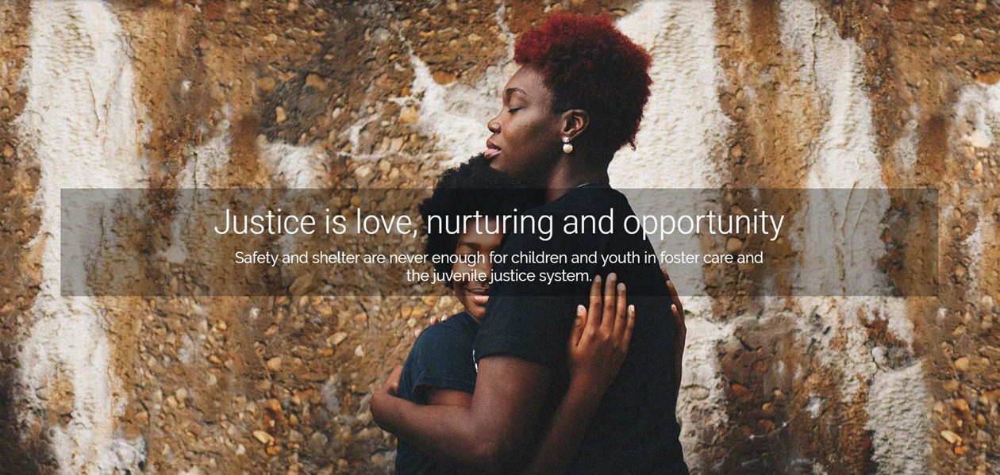 Justice is love, nurturing and opportunity
Safety and shelter are never enough for children and youth in foster care and
the juvenile justice system.